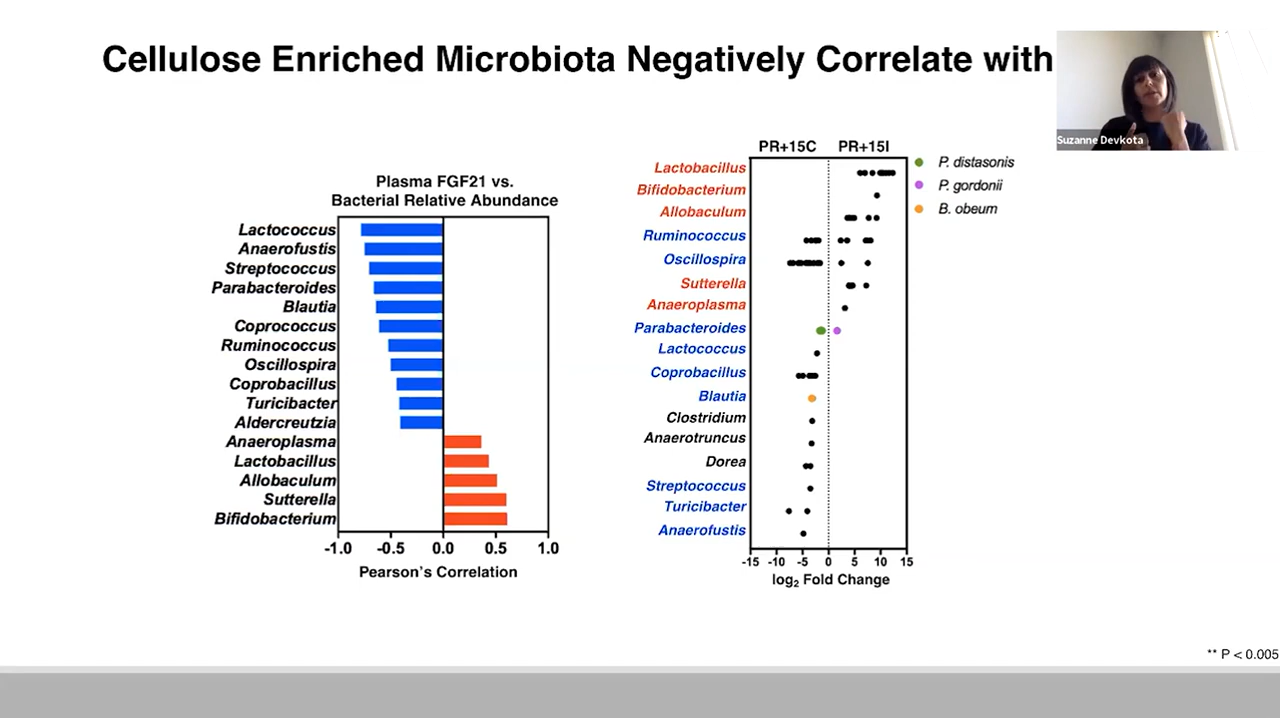 Cellulose Enriched Microbiota Negatively Correlate with
Suzanne Devkota
Plasma FGF21 vs.
Bacterial Relative Abundance
Lactococcus
Anaerofustis
Streptococcus
Parabacteroides
Blautia
Coprococcus
Ruminococcus
Oscillospira
Coprobacillus
Turicibacter
Aldercreutzia
Anaeroplasma
Lactobacillus
Allobaculum
Sutterella
Bifidobacterium
-1.0 -0.5 0.0 0.5 1.0
Pearson's Correlation
PR+15C PR+15I
Lactobacillus
Bifidobacterium
Allobaculum
Ruminococcus
Oscillospira
Sutterella
Anaeroplasma
Parabacteroides
Lactococcus
Coprobacillus
Blautia
Clostridium
Anaerotruncus
Dorea
Streptococcus
Turicibacter
Anaerofustis
-15 -10 -5 0 5 10 15
log2 Fold Change
P. distasonis
P. gordonii
B. obeum
** P < 0.005